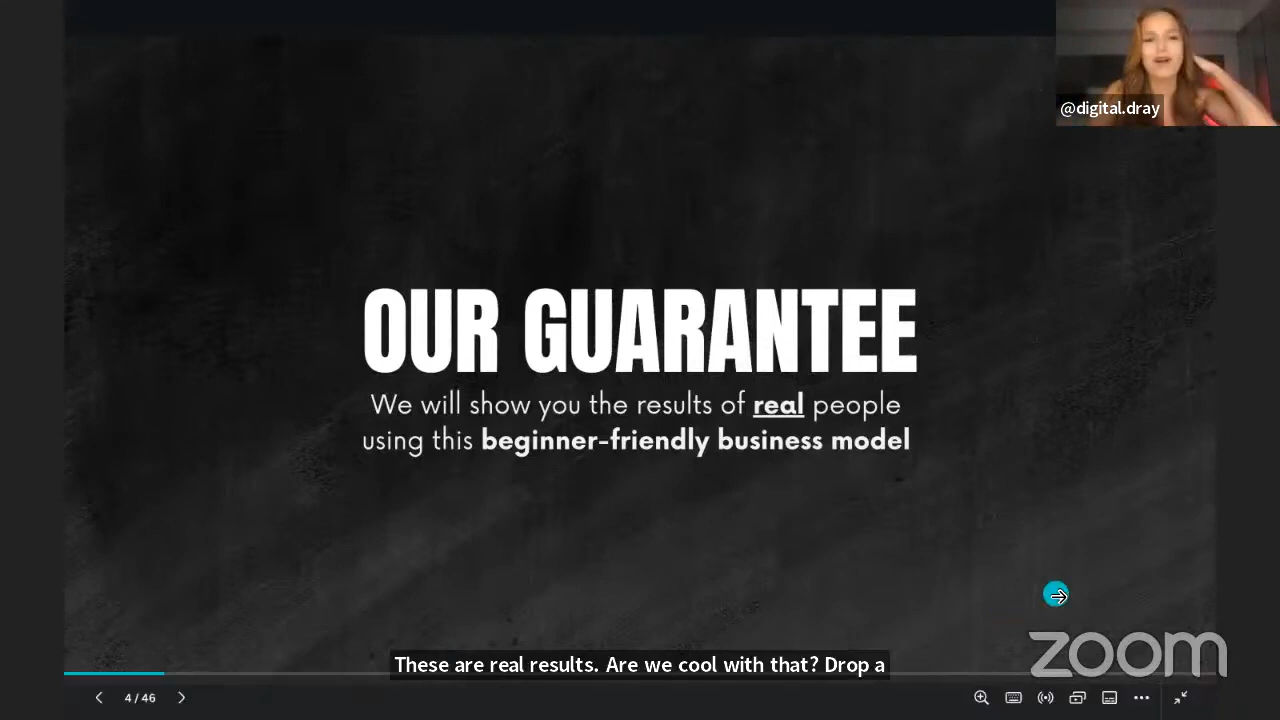 @digital.dray
OUR GUARANTEE
We will show you the results of real people
using this beginner-friendly business model
These are real results. Are we cool with that? Drop a
zoom
4 / 46